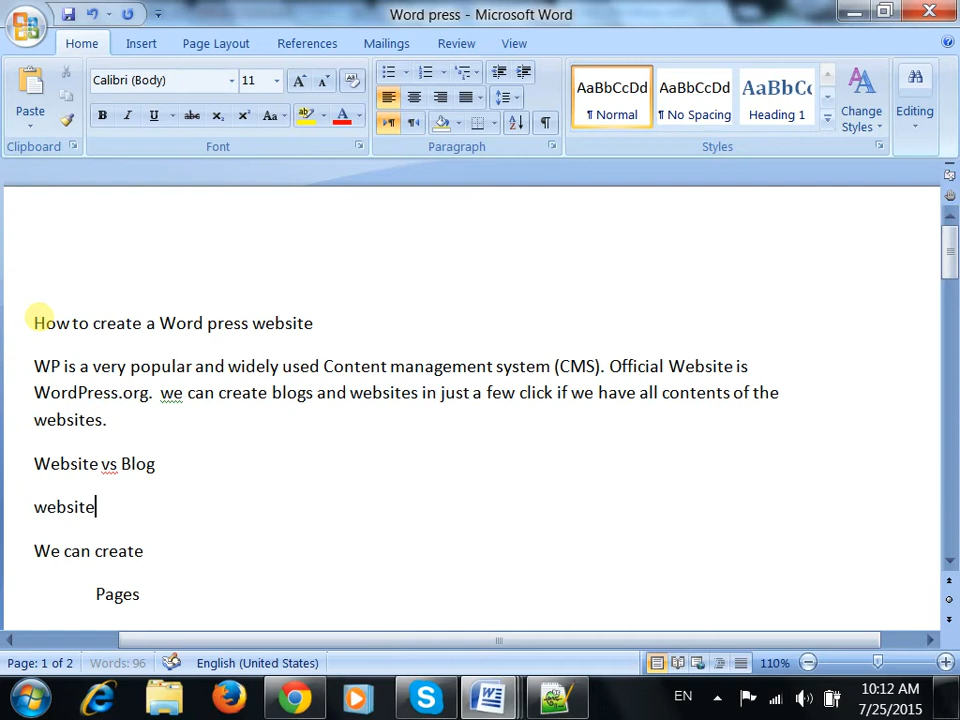 Word press - Microsoft Word
Home Insert Page Layout References Mailings Review View
Calibri (Body) 11
AaBbCcDd AaBbCcDd AaBbCc
Paste ¶ Normal ¶ No Spacing Heading 1 Change Styles Editing
Clipboard Font Paragraph Styles
How to create a Word press website
WP is a very popular and widely used Content management system (CMS). Official Website is
WordPress.org.  we can create blogs and websites in just a few click if we have all contents of the
websites.
Website vs Blog
website
We can create
Pages
Page: 1 of 2 Words: 96 English (United States) 110%
EN 10:12 AM
7/25/2015